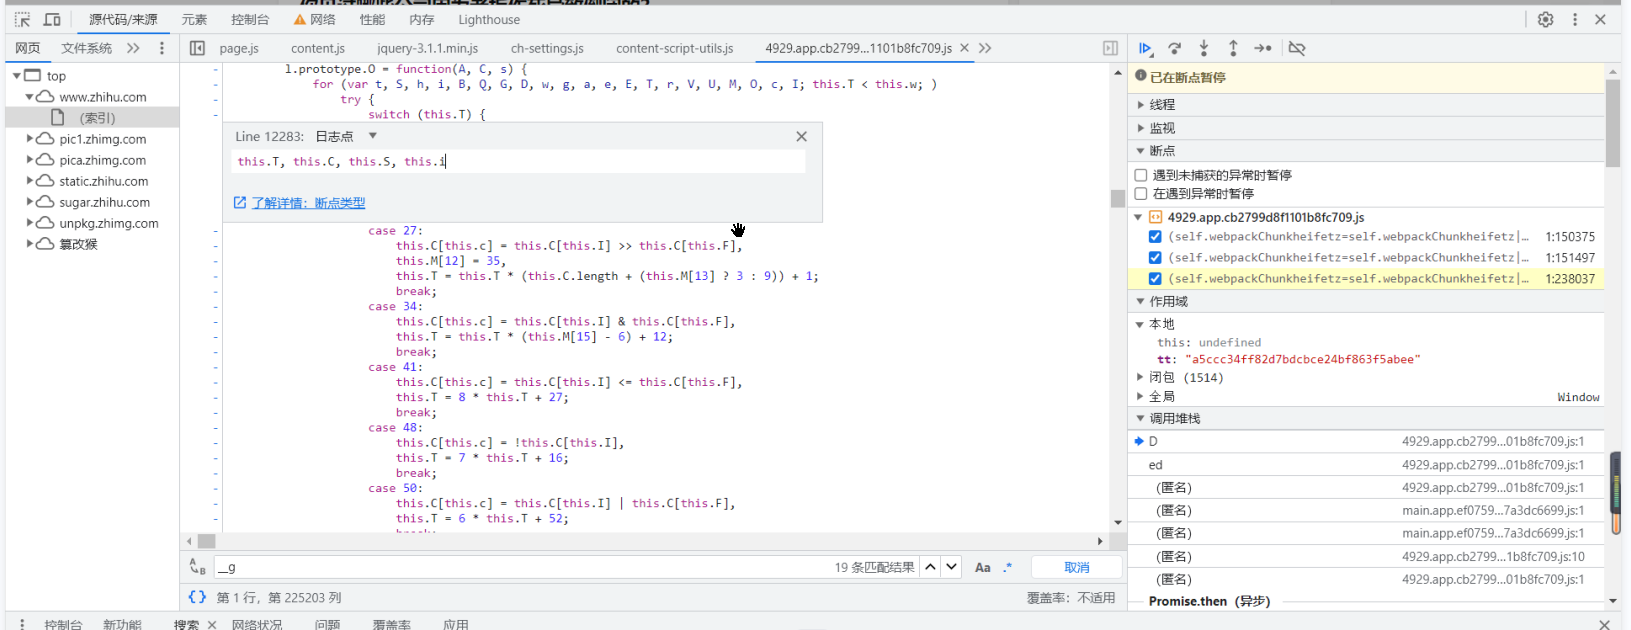 源代码/来源 元素 控制台 网络 性能 内存 Lighthouse
网页 文件系统 page.js content.js jquery-3.1.1.min.js ch-settings.js content-script-utils.js 4929.app.cb2799...1101b8fc709.js
top
www.zhihu.com
(索引)
pic1.zhimg.com
pica.zhimg.com
static.zhihu.com
sugar.zhihu.com
unpkg.zhimg.com
篡改猴
l.prototype.O = function(A, C, s) {
for (var t, S, h, i, B, Q, G, D, w, g, a, e, E, T, r, V, U, M, O, c, I; this.T < this.w; )
try {
switch (this.T) {
Line 12283: 日志点
this.T, this.C, this.S, this.i
了解详情：断点类型
case 27:
this.C[this.c] = this.C[this.I] >> this.C[this.F],
this.M[12] = 35,
this.T = this.T * (this.C.length + (this.M[13] ? 3 : 9)) + 1;
break;
case 34:
this.C[this.c] = this.C[this.I] & this.C[this.F],
this.T = this.T * (this.M[15] - 6) + 12;
break;
case 41:
this.C[this.c] = this.C[this.I] <= this.C[this.F],
this.T = 8 * this.T + 27;
break;
case 48:
this.C[this.c] = !this.C[this.I],
this.T = 7 * this.T + 16;
break;
case 50:
this.C[this.c] = this.C[this.I] | this.C[this.F],
this.T = 6 * this.T + 52;
__g 19 条匹配结果 Aa .* 取消
{} 第 1 行，第 225203 列 覆盖率：不适用
已在断点暂停
线程
监视
断点
遇到未捕获的异常时暂停
在遇到异常时暂停
4929.app.cb2799d8f1101b8fc709.js
(self.webpackChunkheifetz=self.webpackChunkheifetz|… 1:150375
(self.webpackChunkheifetz=self.webpackChunkheifetz|… 1:151497
(self.webpackChunkheifetz=self.webpackChunkheifetz|… 1:238037
作用域
本地
this: undefined
tt: "a5ccc34ff82d7bdcbce24bf863f5abee"
闭包 (1514)
全局 Window
调用堆栈
D 4929.app.cb2799...01b8fc709.js:1
ed 4929.app.cb2799...01b8fc709.js:1
(匿名) 4929.app.cb2799...01b8fc709.js:1
(匿名) main.app.ef0759...7a3dc6699.js:1
(匿名) main.app.ef0759...7a3dc6699.js:1
(匿名) 4929.app.cb2799...1b8fc709.js:10
(匿名) 4929.app.cb2799...01b8fc709.js:1
Promise.then (异步)
控制台 新功能 搜索 网络状况 问题 覆盖率 应用